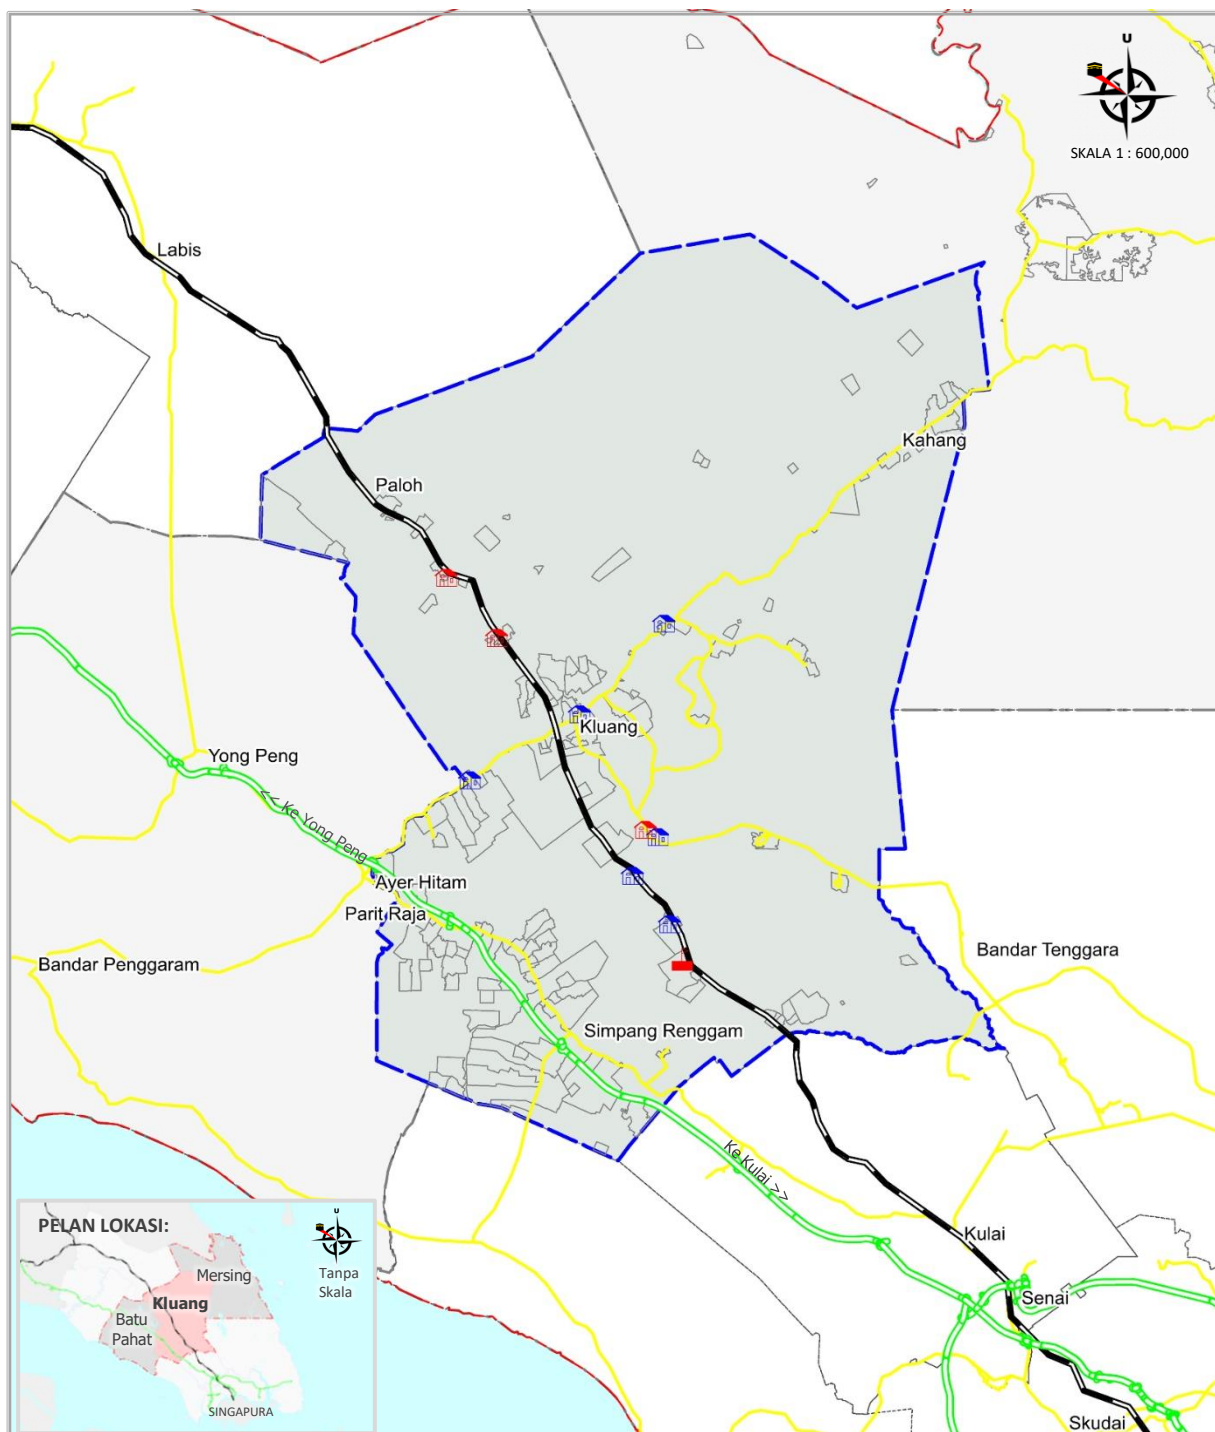 U
SKALA 1 : 600,000
Labis
Kahang
Paloh
Kluang
Yong Peng
<< Ke Yong Peng
Ayer Hitam
Parit Raja
Bandar Penggaram
Bandar Tenggara
Simpang Renggam
Ke Kulai >>
Kulai
Senai
Skudai
PELAN LOKASI:
U
Tanpa
Skala
Mersing
Kluang
Batu
Pahat
SINGAPURA